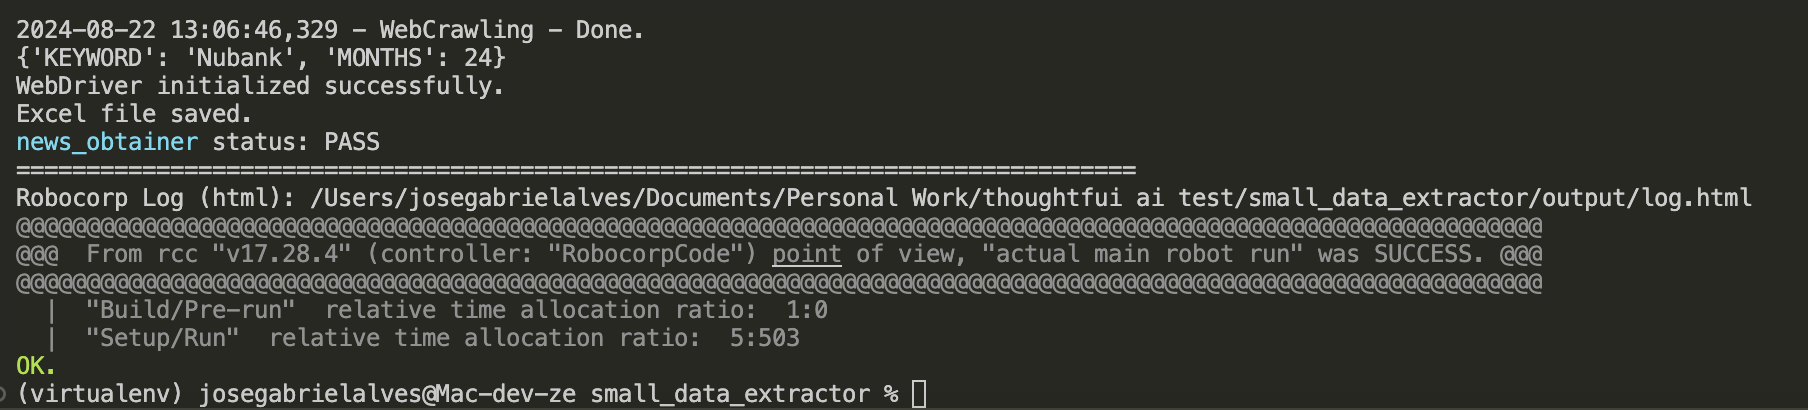 2024-08-22 13:06:46,329 - WebCrawling - Done.
{'KEYWORD': 'Nubank', 'MONTHS': 24}
WebDriver initialized successfully.
Excel file saved.
news_obtainer status: PASS
================================================================================
Robocorp Log (html): /Users/josegabrielalves/Documents/Personal Work/thoughtfui ai test/small_data_extractor/output/log.html
@@@@@@@@@@@@@@@@@@@@@@@@@@@@@@@@@@@@@@@@@@@@@@@@@@@@@@@@@@@@@@@@@@@@@@@@@@@@@@@@@@@@@@@@@@@@@@@@@@@@@@@@@@@@@
@@@  From rcc "v17.28.4" (controller: "RobocorpCode") point of view, "actual main robot run" was SUCCESS. @@@
@@@@@@@@@@@@@@@@@@@@@@@@@@@@@@@@@@@@@@@@@@@@@@@@@@@@@@@@@@@@@@@@@@@@@@@@@@@@@@@@@@@@@@@@@@@@@@@@@@@@@@@@@@@@@
  |  "Build/Pre-run"  relative time allocation ratio:  1:0
  |  "Setup/Run"  relative time allocation ratio:  5:503
OK.
(virtualenv) josegabrielalves@Mac-dev-ze small_data_extractor %